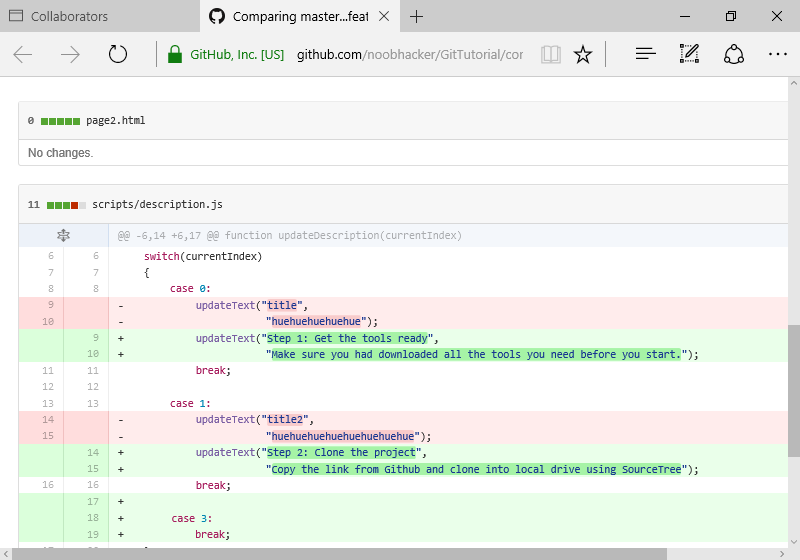 Collaborators
Comparing master...feat
GitHub, Inc. [US] github.com/noobhacker/GitTutorial/cor
0 page2.html
No changes.
11 scripts/description.js
@@ -6,14 +6,17 @@ function updateDescription(currentIndex)
6 6 switch(currentIndex)
7 7 {
8 8 case 0:
9 - updateText("title",
10 - "huehuehuehuehue");
9 + updateText("Step 1: Get the tools ready",
10 + "Make sure you had downloaded all the tools you need before you start.");
11 11 break;
12 12
13 13 case 1:
14 - updateText("title2",
15 - "huehuehuehuehuehuehuehue");
14 + updateText("Step 2: Clone the project",
15 + "Copy the link from Github and clone into local drive using SourceTree");
16 16 break;
17 +
18 + case 3:
19 + break;